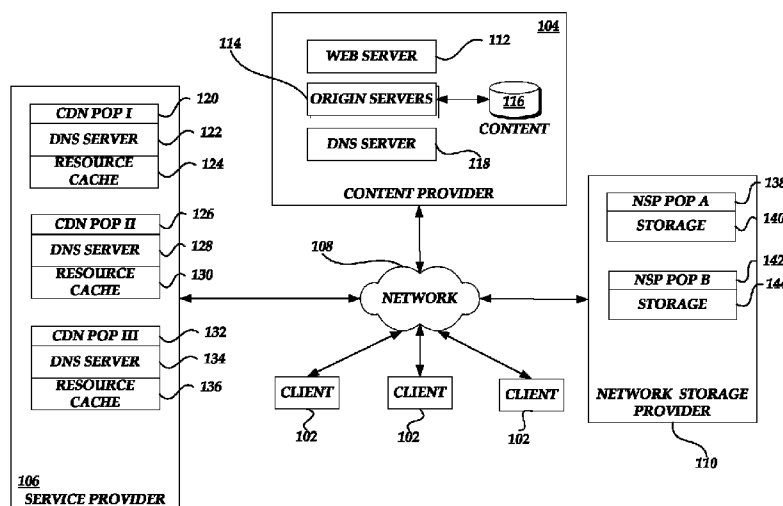 104
WEB SERVER
112
114
ORIGIN SERVERS
116
CONTENT
DNS SERVER
118
CONTENT PROVIDER
CDN POP I
120
DNS SERVER
122
RESOURCE
CACHE
124
CDN POP II
126
DNS SERVER
128
RESOURCE
CACHE
130
CDN POP III
132
DNS SERVER
134
RESOURCE
CACHE
136
106
SERVICE PROVIDER
108
NETWORK
CLIENT
102
CLIENT
102
CLIENT
102
NSP POP A
138
STORAGE
140
NSP POP B
142
STORAGE
144
NETWORK STORAGE
PROVIDER
110